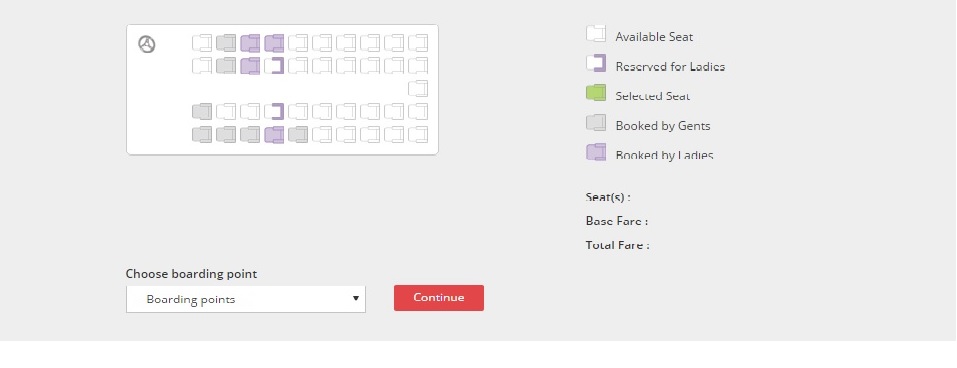 Available Seat
Reserved for Ladies
Selected Seat
Booked by Gents
Booked by Ladies
Seat(s) :
Base Fare :
Total Fare :
Choose boarding point
Boarding points
Continue